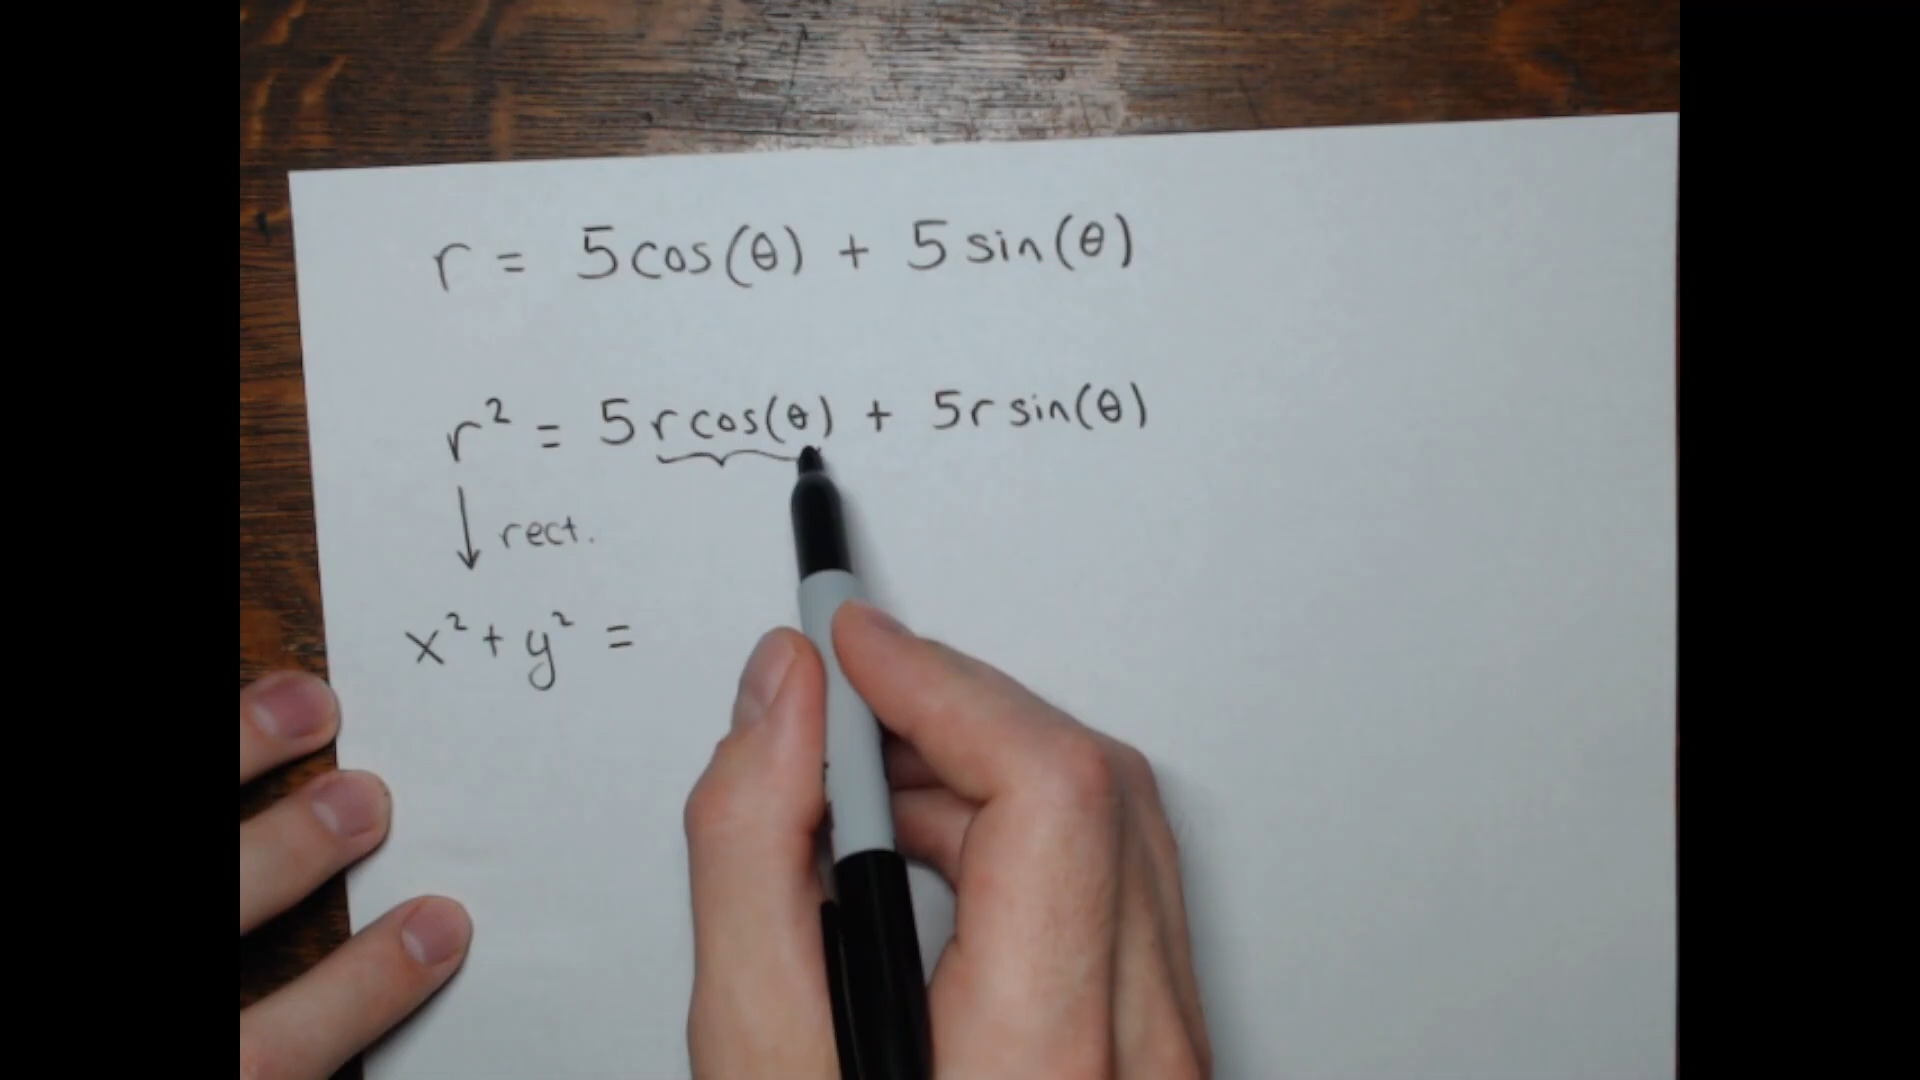 r = 5cos(θ) + 5sin(θ)
r² = 5rcos(θ) + 5rsin(θ)
↓ rect.
x² + y² =